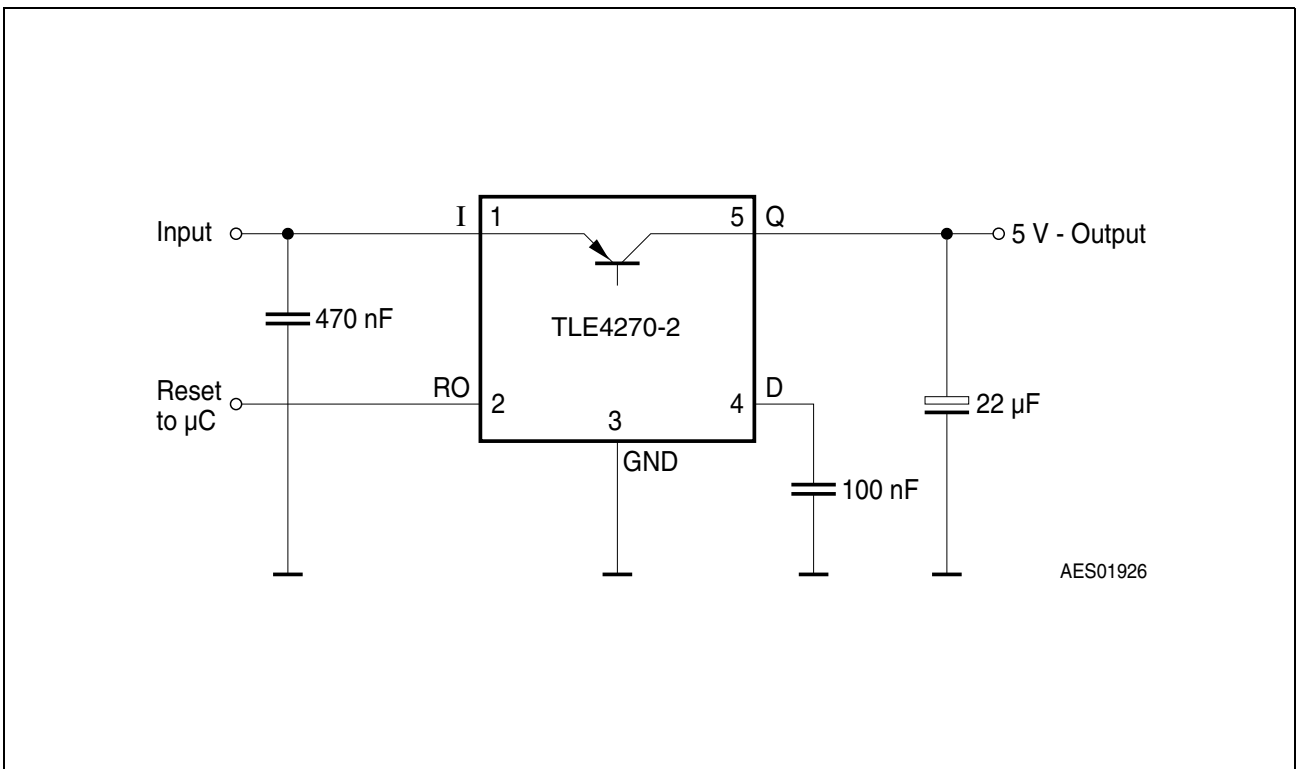 Input
I
1
5
Q
5 V - Output
470 nF
TLE4270-2
Reset
to µC
RO
2
3
GND
4
D
22 µF
100 nF
AES01926